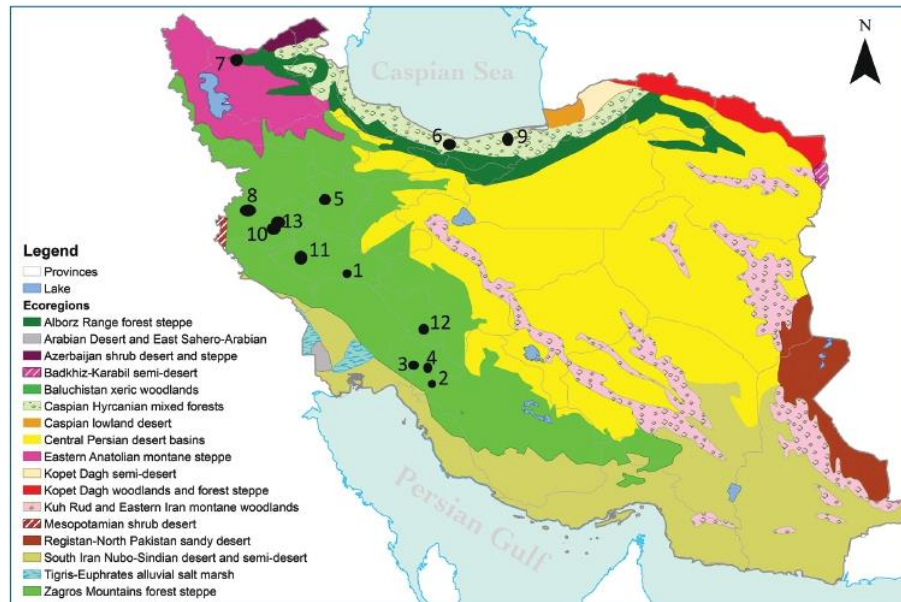 N
Caspian Sea
7
6
9
8
5
13
10
11
1
12
3
4
2
Persian Gulf
Legend
Provinces
Lake
Ecoregions
Alborz Range forest steppe
Arabian Desert and East Sahero-Arabian
Azerbaijan shrub desert and steppe
Badkhiz-Karabil semi-desert
Baluchistan xeric woodlands
Caspian Hyrcanian mixed forests
Caspian lowland desert
Central Persian desert basins
Eastern Anatolian montane steppe
Kopet Dagh semi-desert
Kopet Dagh woodlands and forest steppe
Kuh Rud and Eastern Iran montane woodlands
Mesopotamian shrub desert
Registan-North Pakistan sandy desert
South Iran Nubo-Sindian desert and semi-desert
Tigris-Euphrates alluvial salt marsh
Zagros Mountains forest steppe